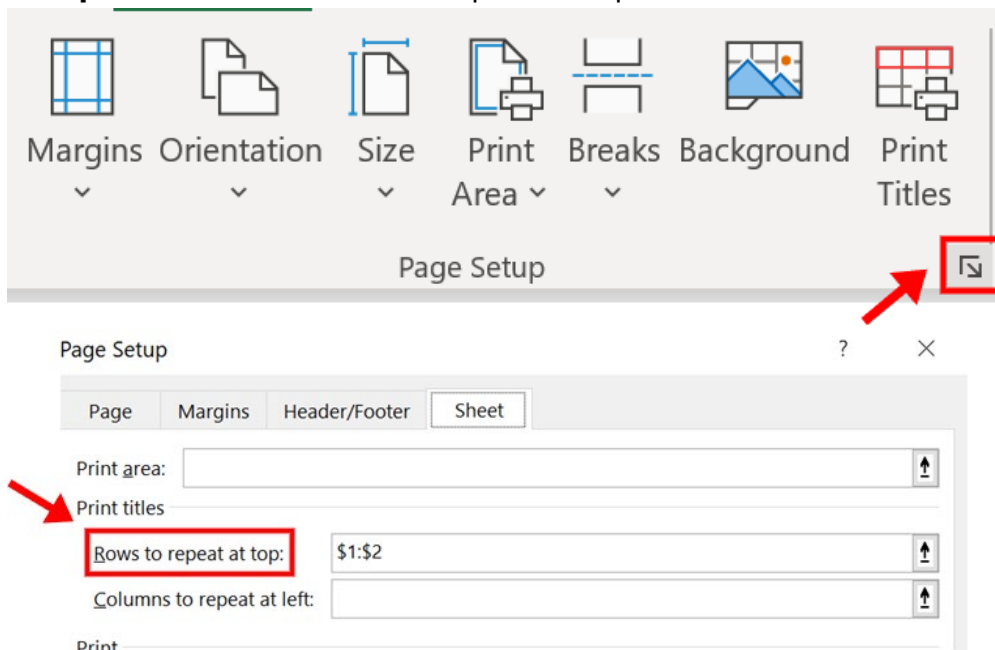 Margins Orientation Size Print Area Breaks Background Print Titles
Page Setup
Page Setup ?
Page Margins Header/Footer Sheet
Print area:
Print titles
Rows to repeat at top: $1:$2
Columns to repeat at left:
Print